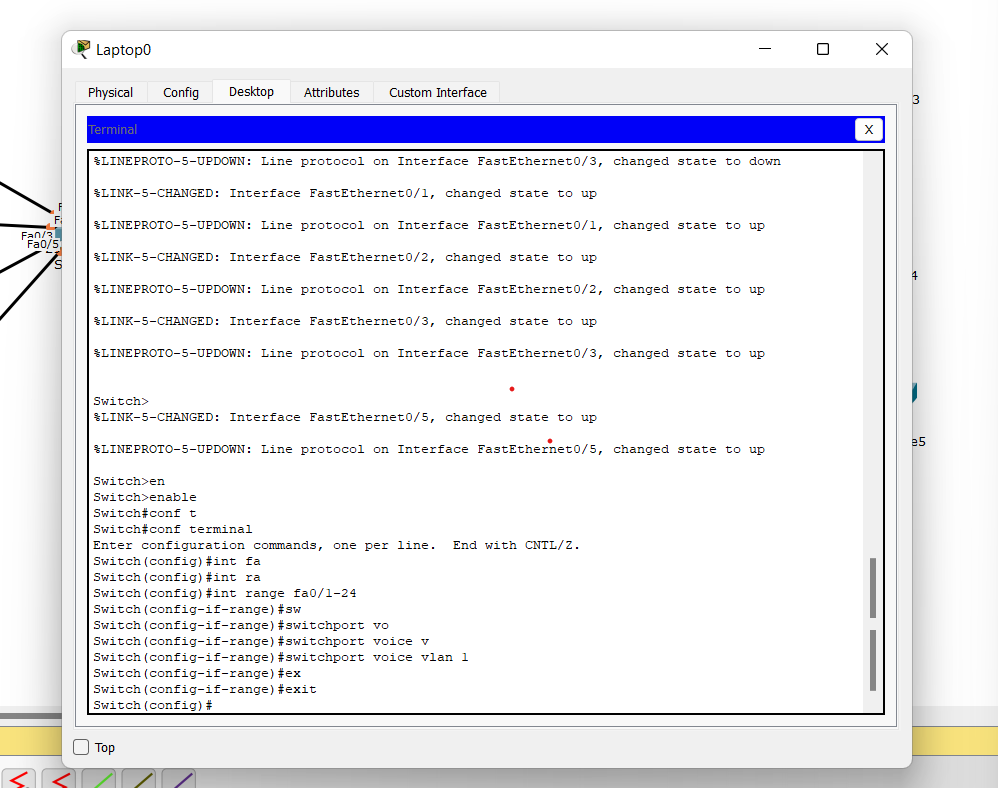 Laptop0
Physical Config Desktop Attributes Custom Interface
Terminal X
%LINEPROTO-5-UPDOWN: Line protocol on Interface FastEthernet0/3, changed state to down
%LINK-5-CHANGED: Interface FastEthernet0/1, changed state to up
%LINEPROTO-5-UPDOWN: Line protocol on Interface FastEthernet0/1, changed state to up
%LINK-5-CHANGED: Interface FastEthernet0/2, changed state to up
%LINEPROTO-5-UPDOWN: Line protocol on Interface FastEthernet0/2, changed state to up
%LINK-5-CHANGED: Interface FastEthernet0/3, changed state to up
%LINEPROTO-5-UPDOWN: Line protocol on Interface FastEthernet0/3, changed state to up
Switch>
%LINK-5-CHANGED: Interface FastEthernet0/5, changed state to up
%LINEPROTO-5-UPDOWN: Line protocol on Interface FastEthernet0/5, changed state to up
Switch>en
Switch>enable
Switch#conf t
Switch#conf terminal
Enter configuration commands, one per line.  End with CNTL/Z.
Switch(config)#int fa
Switch(config)#int ra
Switch(config)#int range fa0/1-24
Switch(config-if-range)#sw
Switch(config-if-range)#switchport vo
Switch(config-if-range)#switchport voice v
Switch(config-if-range)#switchport voice vlan 1
Switch(config-if-range)#ex
Switch(config-if-range)#exit
Switch(config)#
Top
Fa0/3
Fa0/5
3
4
e5